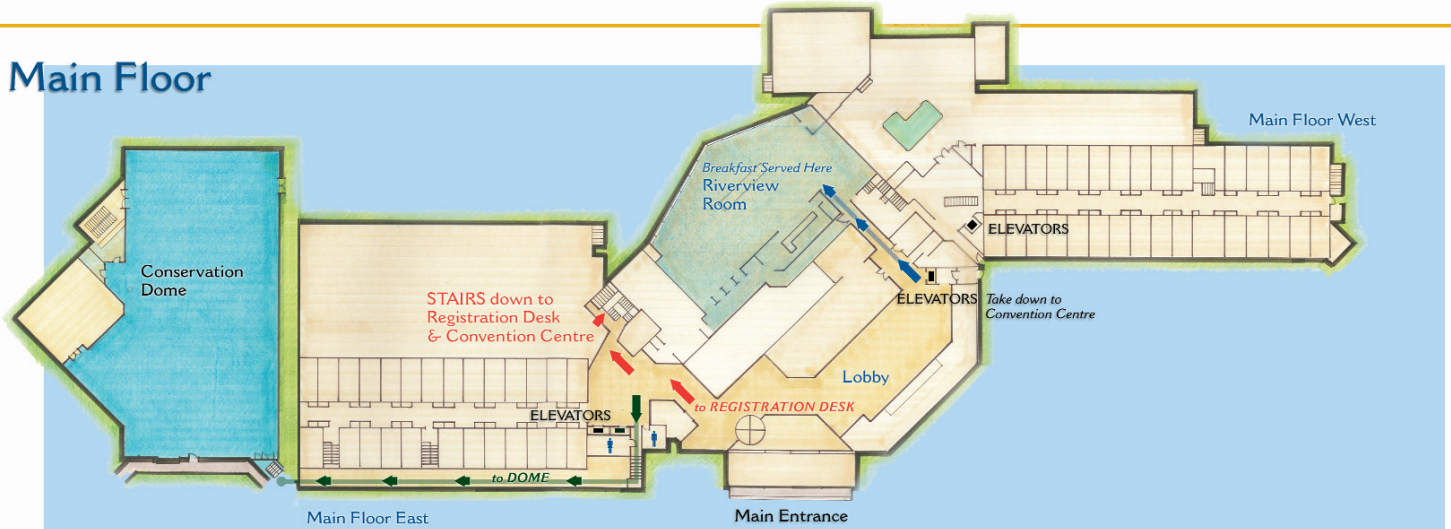 Main Floor
Main Floor West
Breakfast Served Here
Riverview
Room
ELEVATORS
Conservation
Dome
STAIRS down to
Registration Desk
& Convention Centre
ELEVATORS
Take down to
Convention Centre
Lobby
to REGISTRATION DESK
ELEVATORS
to DOME
Main Floor East
Main Entrance